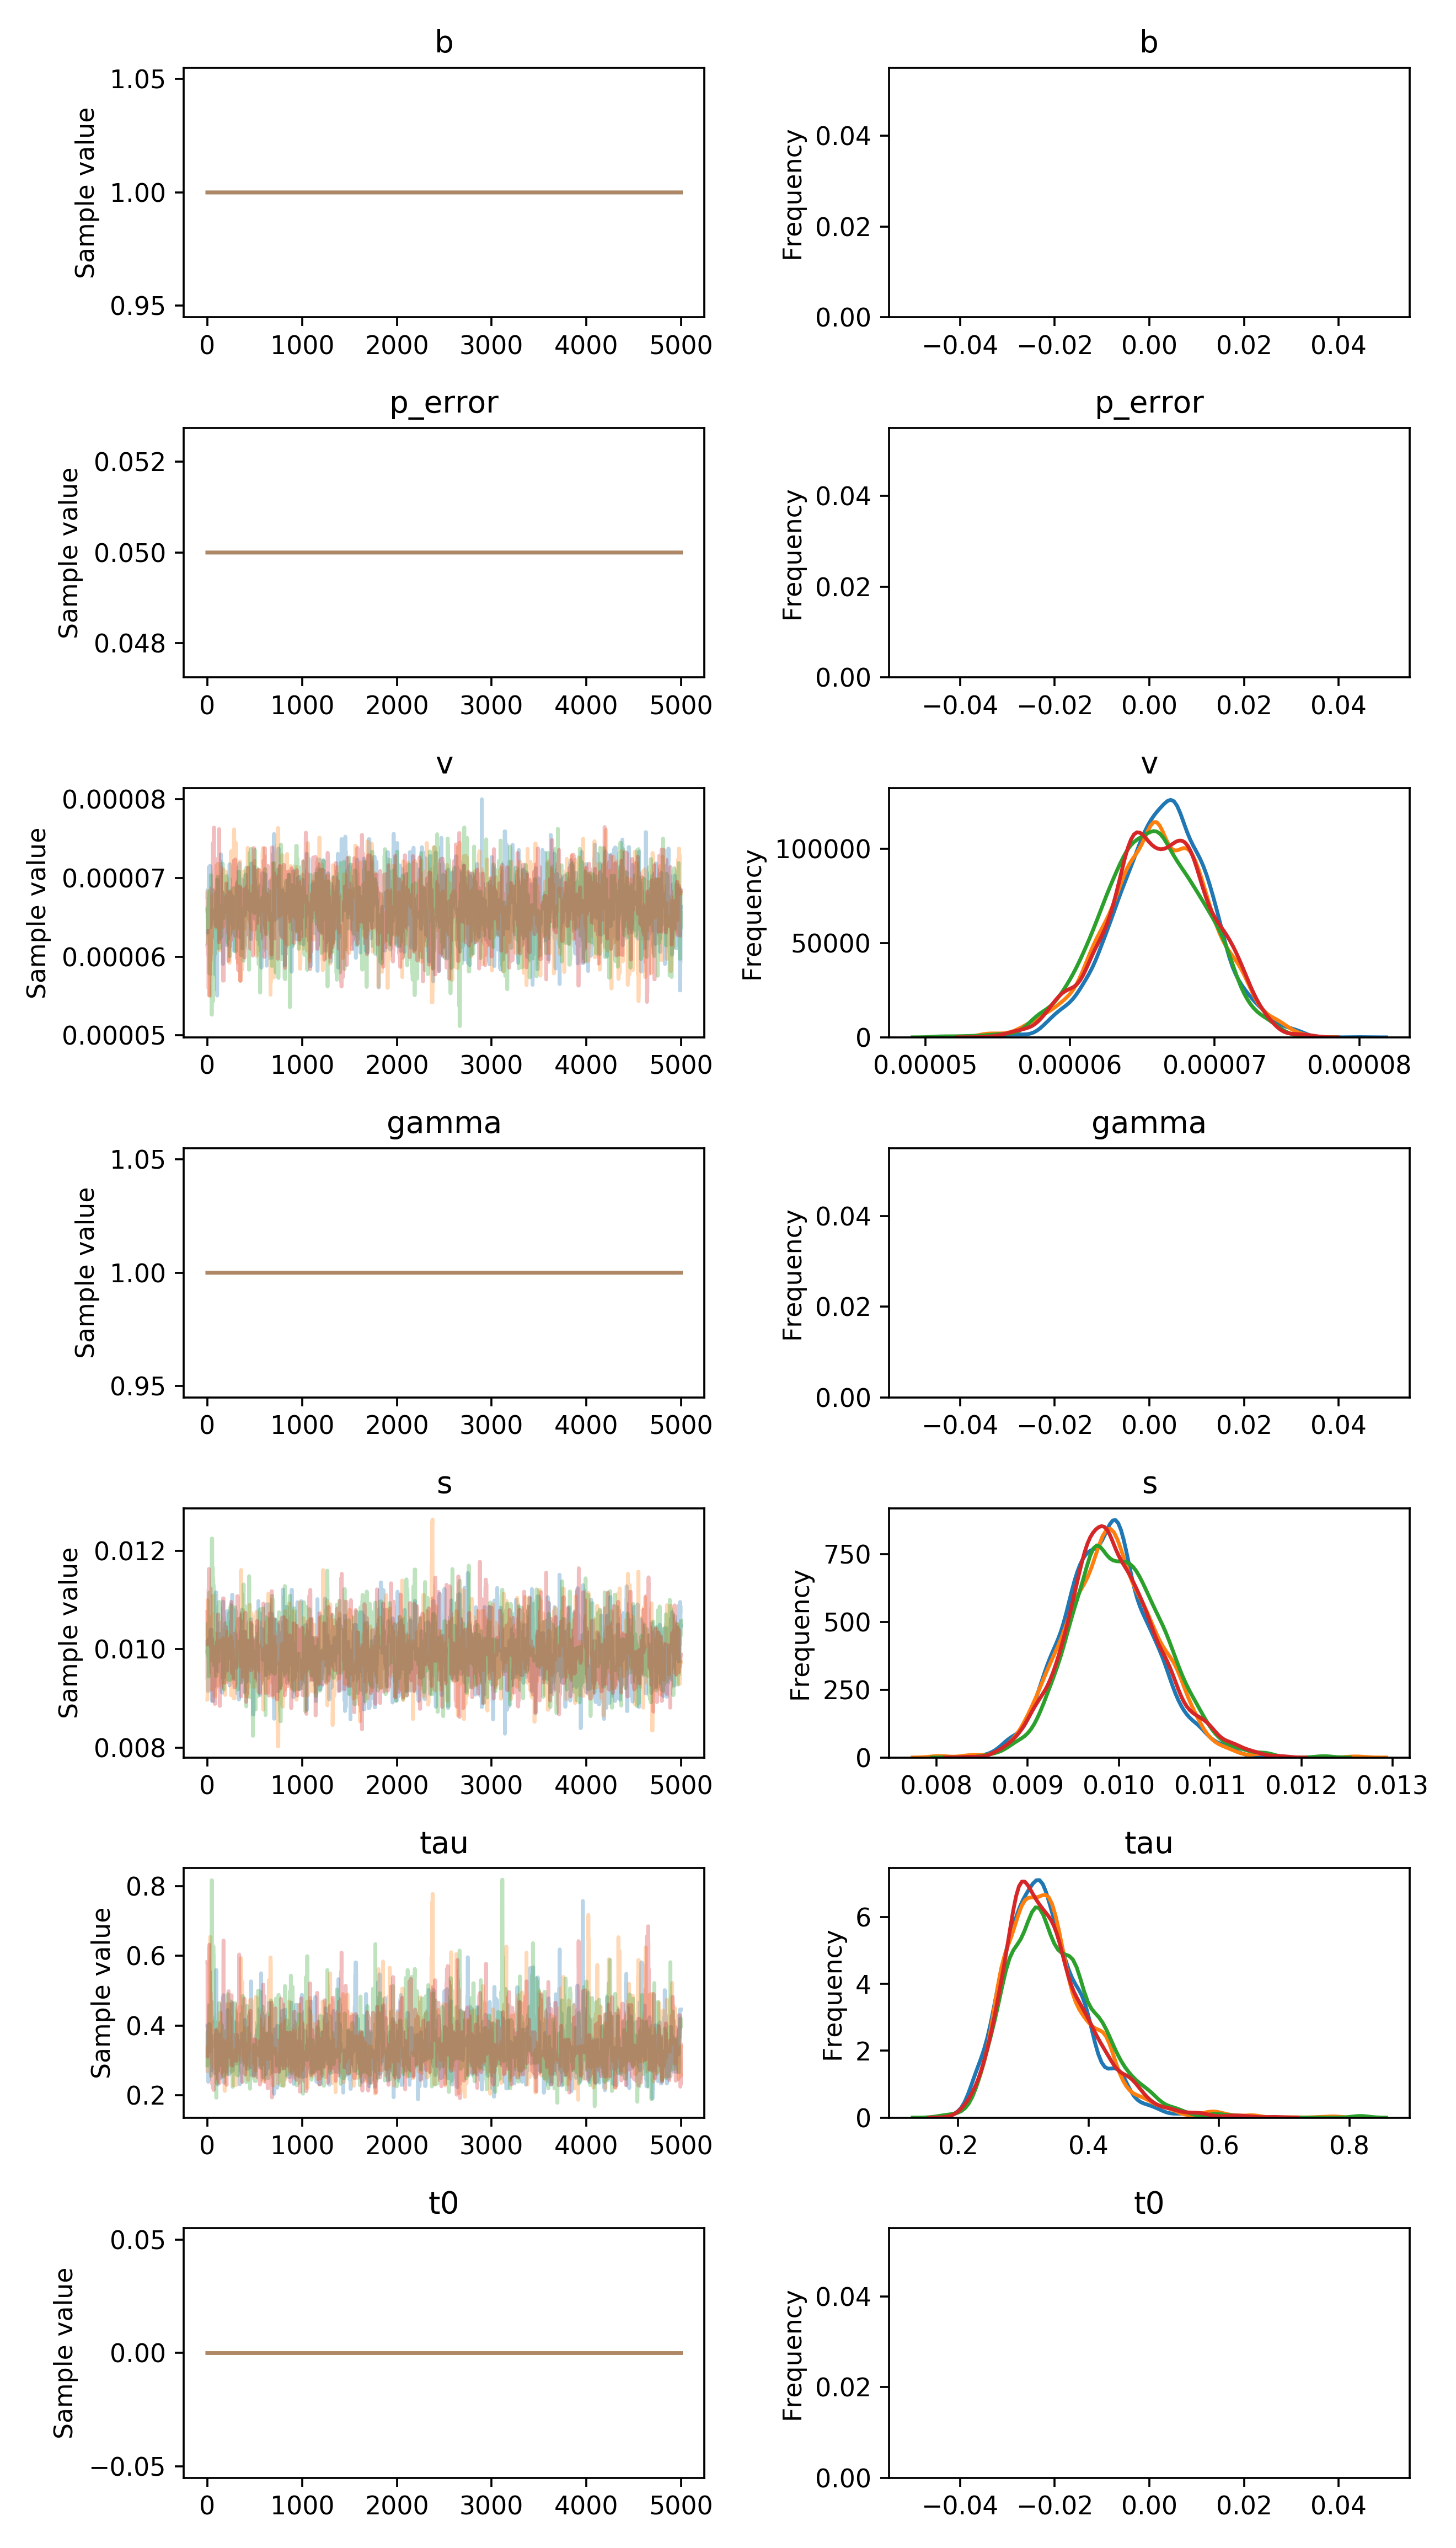 b
b
Sample value
1.05
1.00
0.95
0 1000 2000 3000 4000 5000
Frequency
0.04
0.02
0.00
−0.04 −0.02 0.00 0.02 0.04
p_error
p_error
Sample value
0.052
0.050
0.048
0 1000 2000 3000 4000 5000
Frequency
0.04
0.02
0.00
−0.04 −0.02 0.00 0.02 0.04
v
v
Sample value
0.00008
0.00007
0.00006
0.00005
0 1000 2000 3000 4000 5000
Frequency
100000
50000
0
0.00005 0.00006 0.00007 0.00008
gamma
gamma
Sample value
1.05
1.00
0.95
0 1000 2000 3000 4000 5000
Frequency
0.04
0.02
0.00
−0.04 −0.02 0.00 0.02 0.04
s
s
Sample value
0.012
0.010
0.008
0 1000 2000 3000 4000 5000
Frequency
750
500
250
0
0.008 0.009 0.010 0.011 0.012 0.013
tau
tau
Sample value
0.8
0.6
0.4
0.2
0 1000 2000 3000 4000 5000
Frequency
6
4
2
0
0.2 0.4 0.6 0.8
t0
t0
Sample value
0.05
0.00
−0.05
0 1000 2000 3000 4000 5000
Frequency
0.04
0.02
0.00
−0.04 −0.02 0.00 0.02 0.04